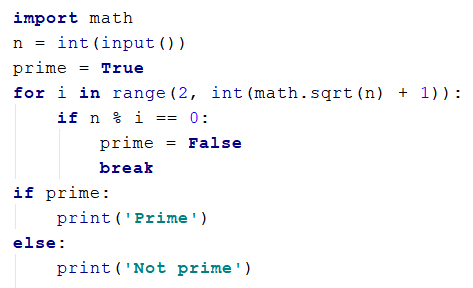 import math
n = int(input())
prime = True
for i in range(2, int(math.sqrt(n) + 1)):
    if n % i == 0:
        prime = False
        break
if prime:
    print('Prime')
else:
    print('Not prime')